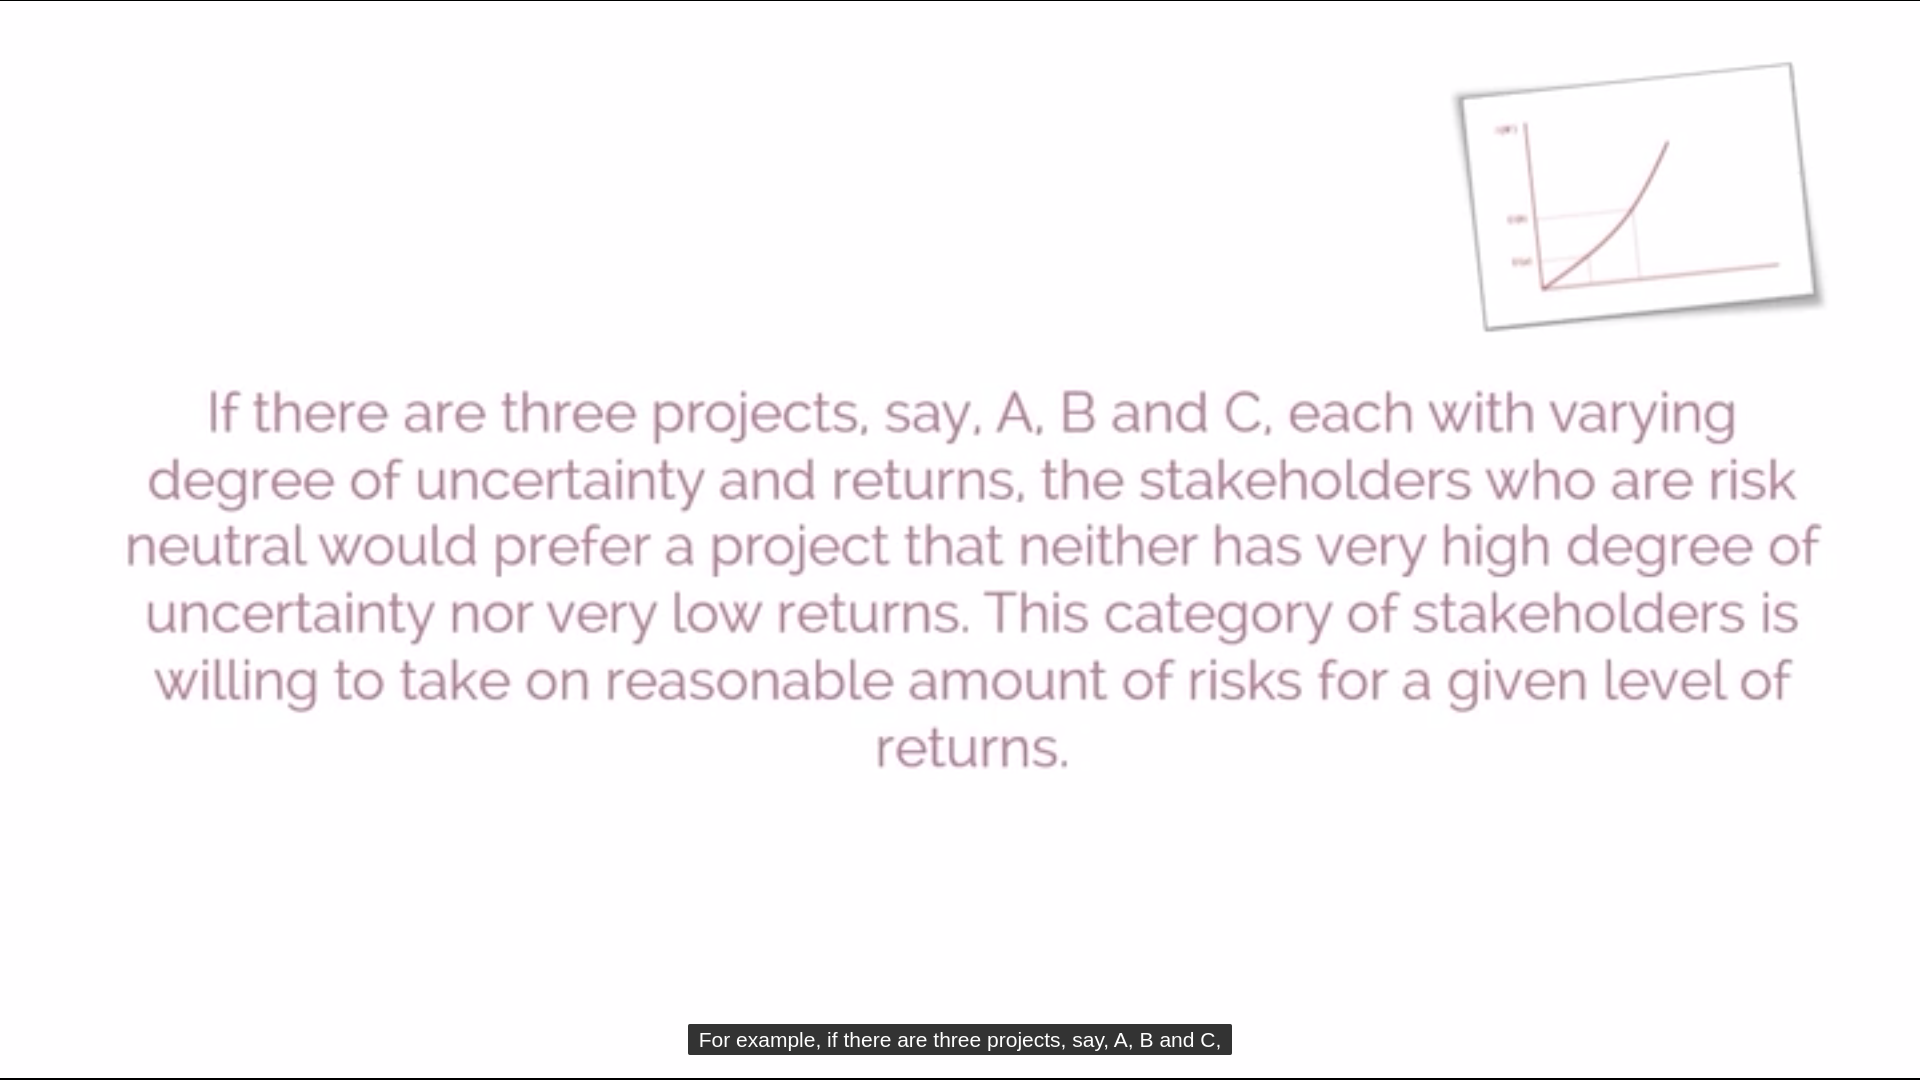 If there are three projects, say, A, B and C, each with varying
degree of uncertainty and returns, the stakeholders who are risk
neutral would prefer a project that neither has very high degree of
uncertainty nor very low returns. This category of stakeholders is
willing to take on reasonable amount of risks for a given level of
returns.
For example, if there are three projects, say, A, B and C,